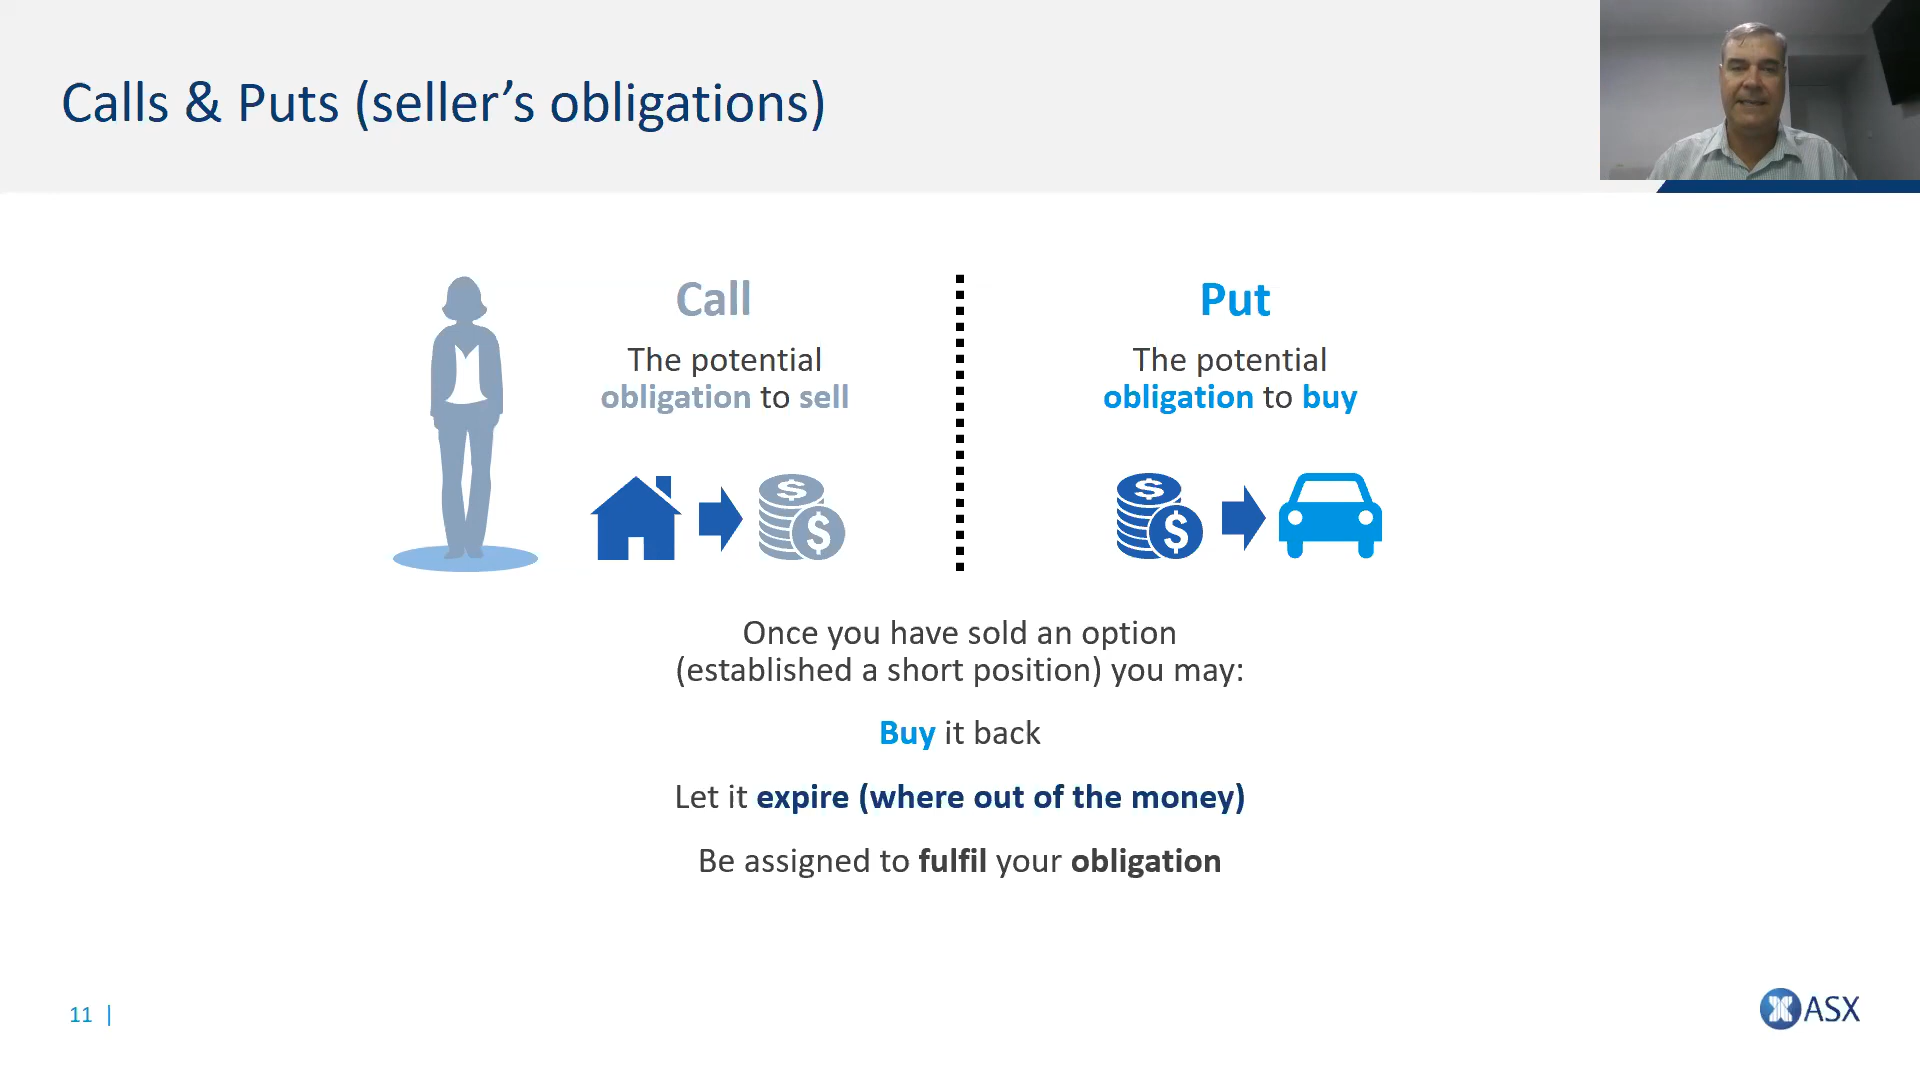 Calls & Puts (seller’s obligations)
Call
The potential
obligation to sell
Put
The potential
obligation to buy
$
$
$
$
Once you have sold an option
(established a short position) you may:
Buy it back
Let it expire (where out of the money)
Be assigned to fulfil your obligation
11 |
ASX